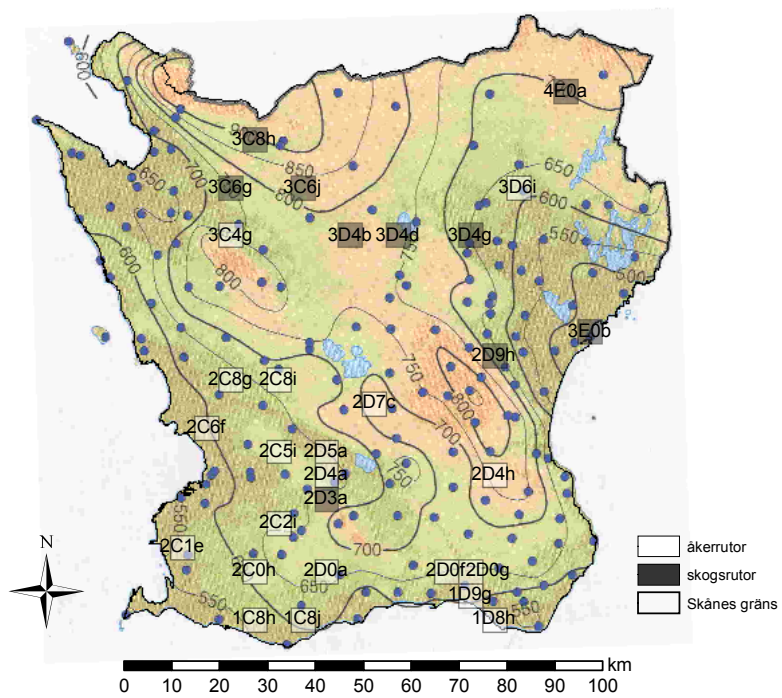 600
4E0a
900
3C8h
850
650
700
650
3C6g
3C6j
3D6i
800
600
3C4g
3D4b
3D4d
3D4g
550
600
800
500
3E0b
2D9h
750
2C8g
2C8i
2D7c
800
2C6f
700
2C5i
2D5a
2D4a
750
2D4h
2D3a
550
2C2i
N
2C1e
700
åkerrutor
2C0h
2D0a
2D0f
2D0g
skogsrutor
650
1D9g
550
550
Skånes gräns
1C8h
1C8j
1D8h
km
0 10 20 30 40 50 60 70 80 90 100